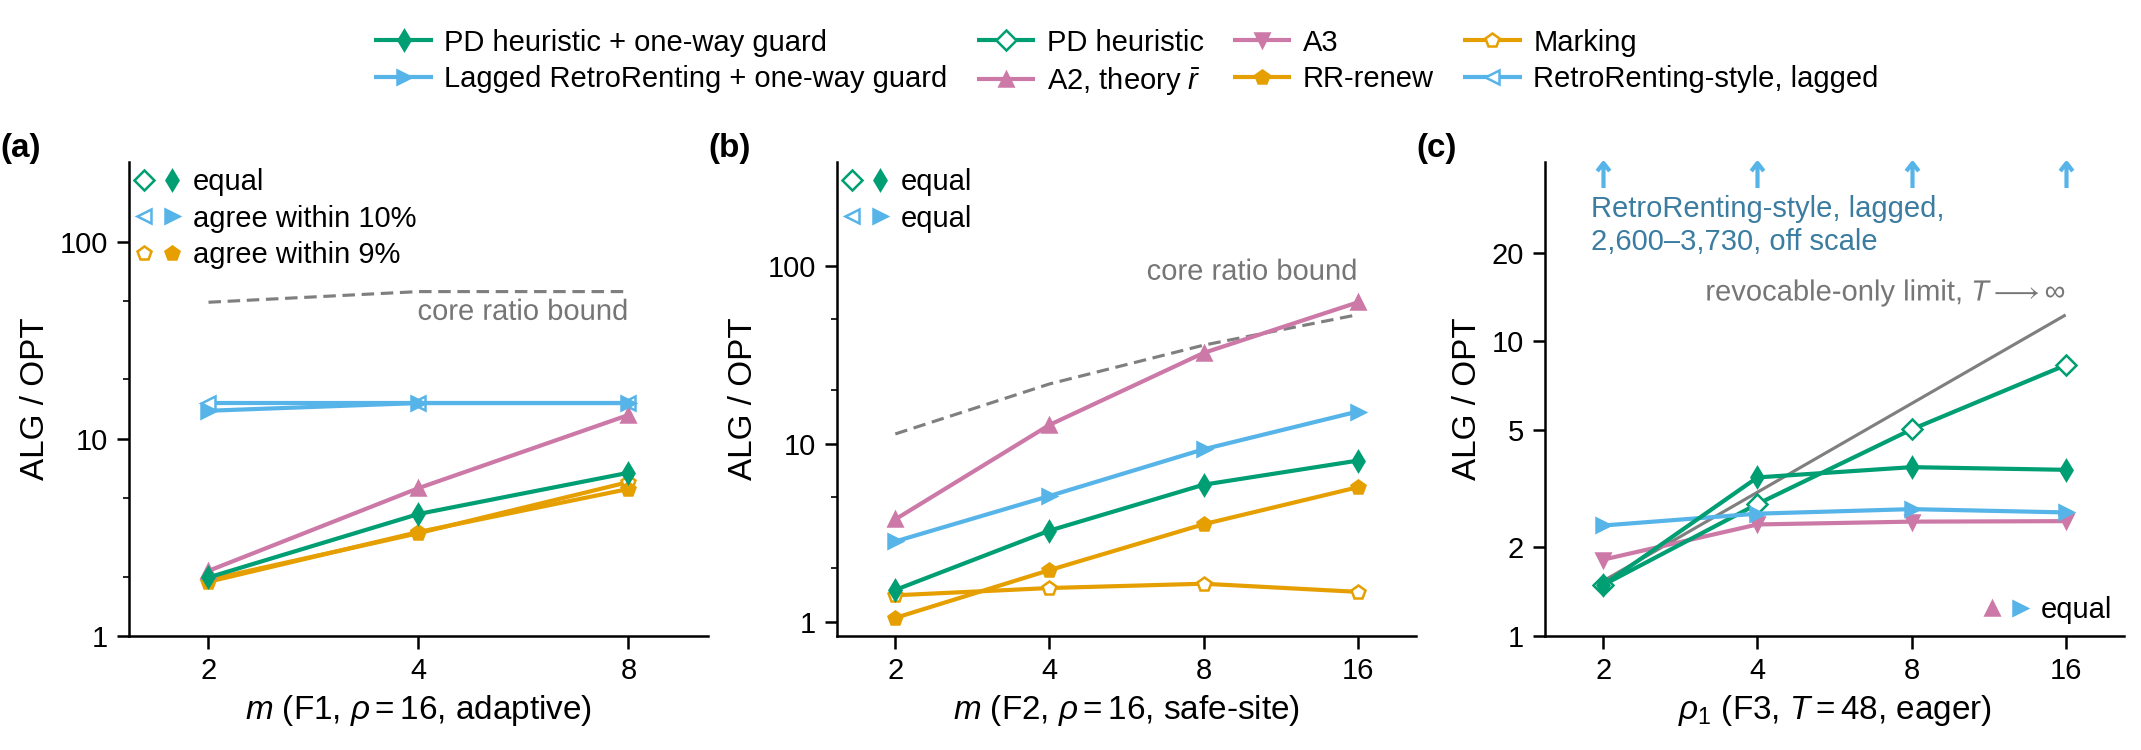 PD heuristic + one-way guard
PD heuristic
A3
Marking
Lagged RetroRenting + one-way guard
A2, theory r̄
RR-renew
RetroRenting-style, lagged
(a)
equal
agree within 10%
agree within 9%
core ratio bound
100
10
1
ALG / OPT
2 4 8
m (F1, ρ = 16, adaptive)
(b)
equal
equal
core ratio bound
100
10
1
ALG / OPT
2 4 8 16
m (F2, ρ = 16, safe-site)
(c)
RetroRenting-style, lagged,
2,600–3,730, off scale
revocable-only limit, T ⟶ ∞
20
10
5
2
1
ALG / OPT
equal
2 4 8 16
ρ₁ (F3, T = 48, eager)